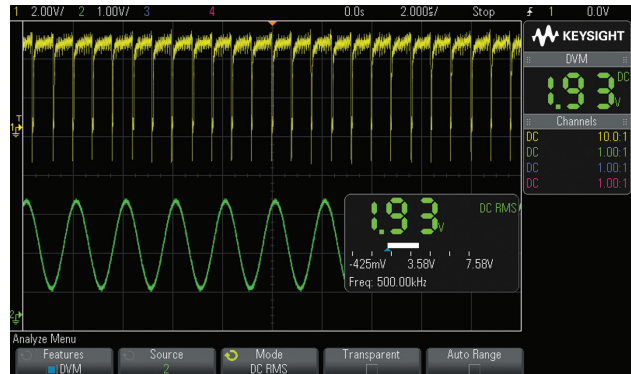 1 2.00V/ 2 1.00V/ 3 4 0.0s 2.000µ/ Stop 1 0.0V
KEYSIGHT
DVM
1.93 DC V
Channels
DC 10.0:1
DC 1.00:1
DC 1.00:1
DC 1.00:1
T
1
1.93 V DC RMS
-425mV 3.58V 7.58V
Freq: 500.00kHz
2
Analyze Menu
Features Source Mode Transparent Auto Range
DVM 2 DC RMS